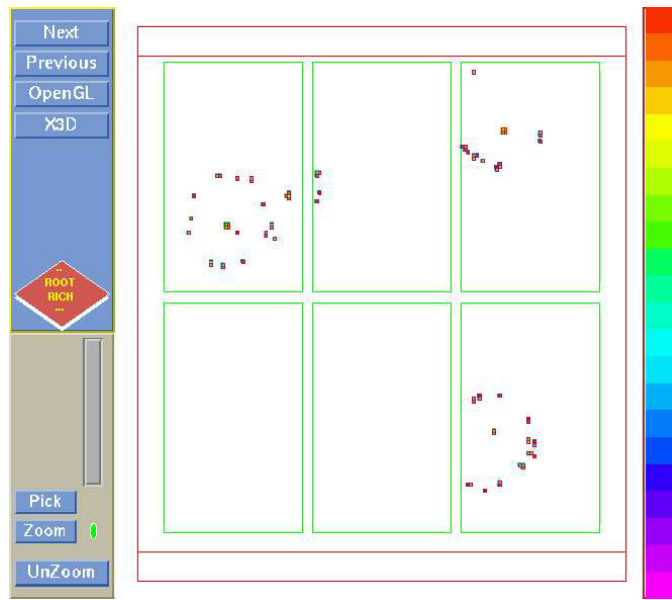 Next
Previous
OpenGL
X3D
..
ROOT
RICH
...
Pick
Zoom
UnZoom